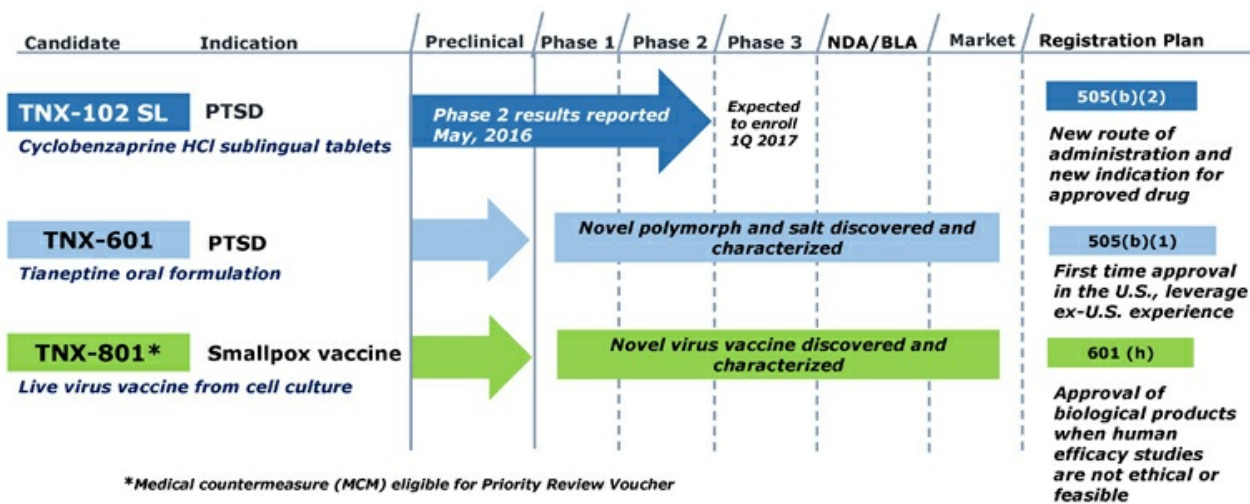 Candidate Indication Preclinical Phase 1 Phase 2 Phase 3 NDA/BLA Market Registration Plan
TNX-102 SL PTSD
Cyclobenzaprine HCl sublingual tablets
Phase 2 results reported
May, 2016
Expected
to enroll
1Q 2017
505(b)(2)
New route of
administration and
new indication for
approved drug
TNX-601 PTSD
Tianeptine oral formulation
Novel polymorph and salt discovered and
characterized
505(b)(1)
First time approval
in the U.S., leverage
ex-U.S. experience
TNX-801* Smallpox vaccine
Live virus vaccine from cell culture
Novel virus vaccine discovered and
characterized
601 (h)
Approval of
biological products
when human
efficacy studies
are not ethical or
feasible
*Medical countermeasure (MCM) eligible for Priority Review Voucher